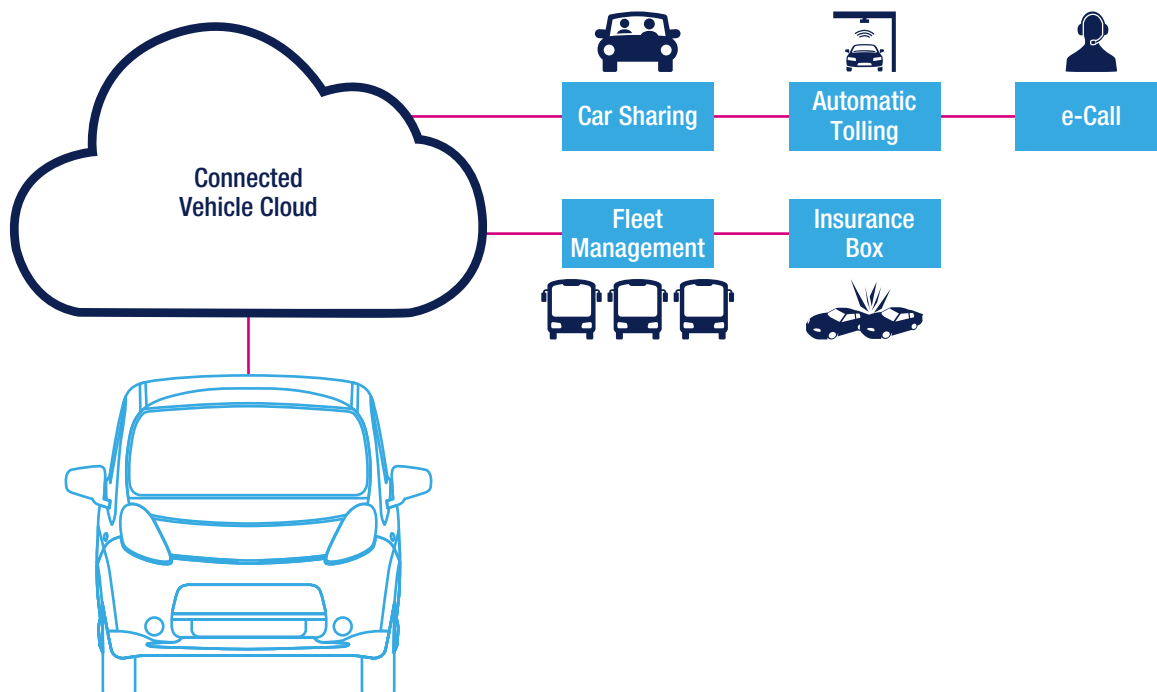 Connected
Vehicle Cloud
Car Sharing
Automatic
Tolling
e-Call
Fleet
Management
Insurance
Box